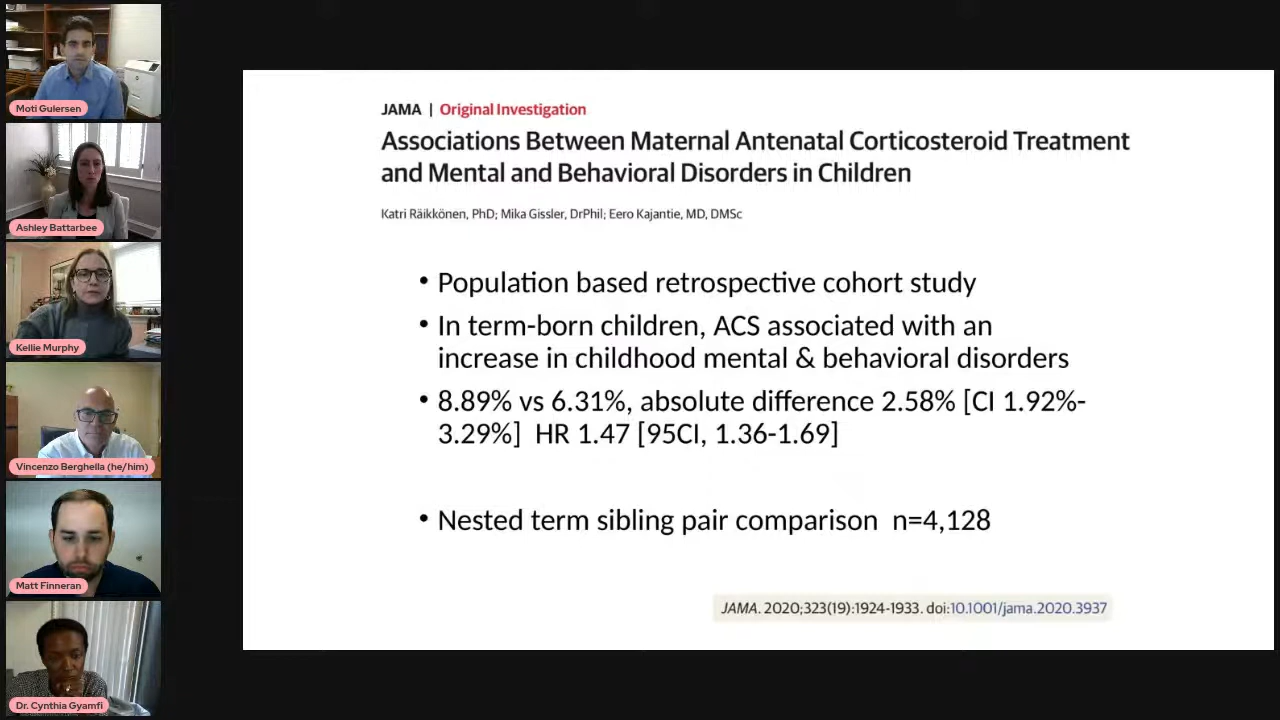 Moti Gulersen
Ashley Battarbee
Kellie Murphy
Vincenzo Berghella (he/him)
Matt Finneran
Dr. Cynthia Gyamfi
JAMA | Original Investigation
Associations Between Maternal Antenatal Corticosteroid Treatment
and Mental and Behavioral Disorders in Children
Katri Räikkönen, PhD; Mika Gissler, DrPhil; Eero Kajantie, MD, DMSc
• Population based retrospective cohort study
• In term-born children, ACS associated with an
increase in childhood mental & behavioral disorders
• 8.89% vs 6.31%, absolute difference 2.58% [CI 1.92%-
3.29%] HR 1.47 [95CI, 1.36-1.69]
• Nested term sibling pair comparison n=4,128
JAMA. 2020;323(19):1924-1933. doi:10.1001/jama.2020.3937